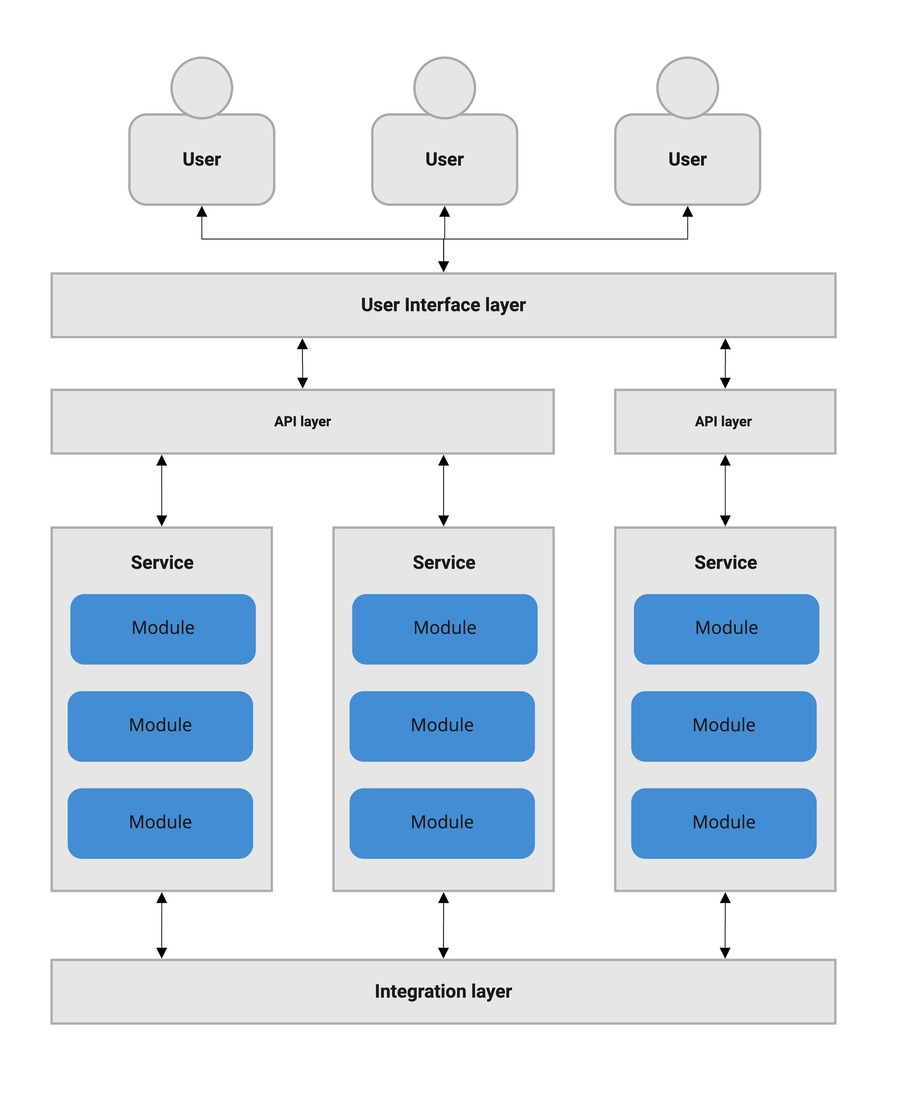 User
User
User
User Interface layer
API layer
API layer
Service
Service
Service
Module
Module
Module
Module
Module
Module
Module
Module
Module
Integration layer